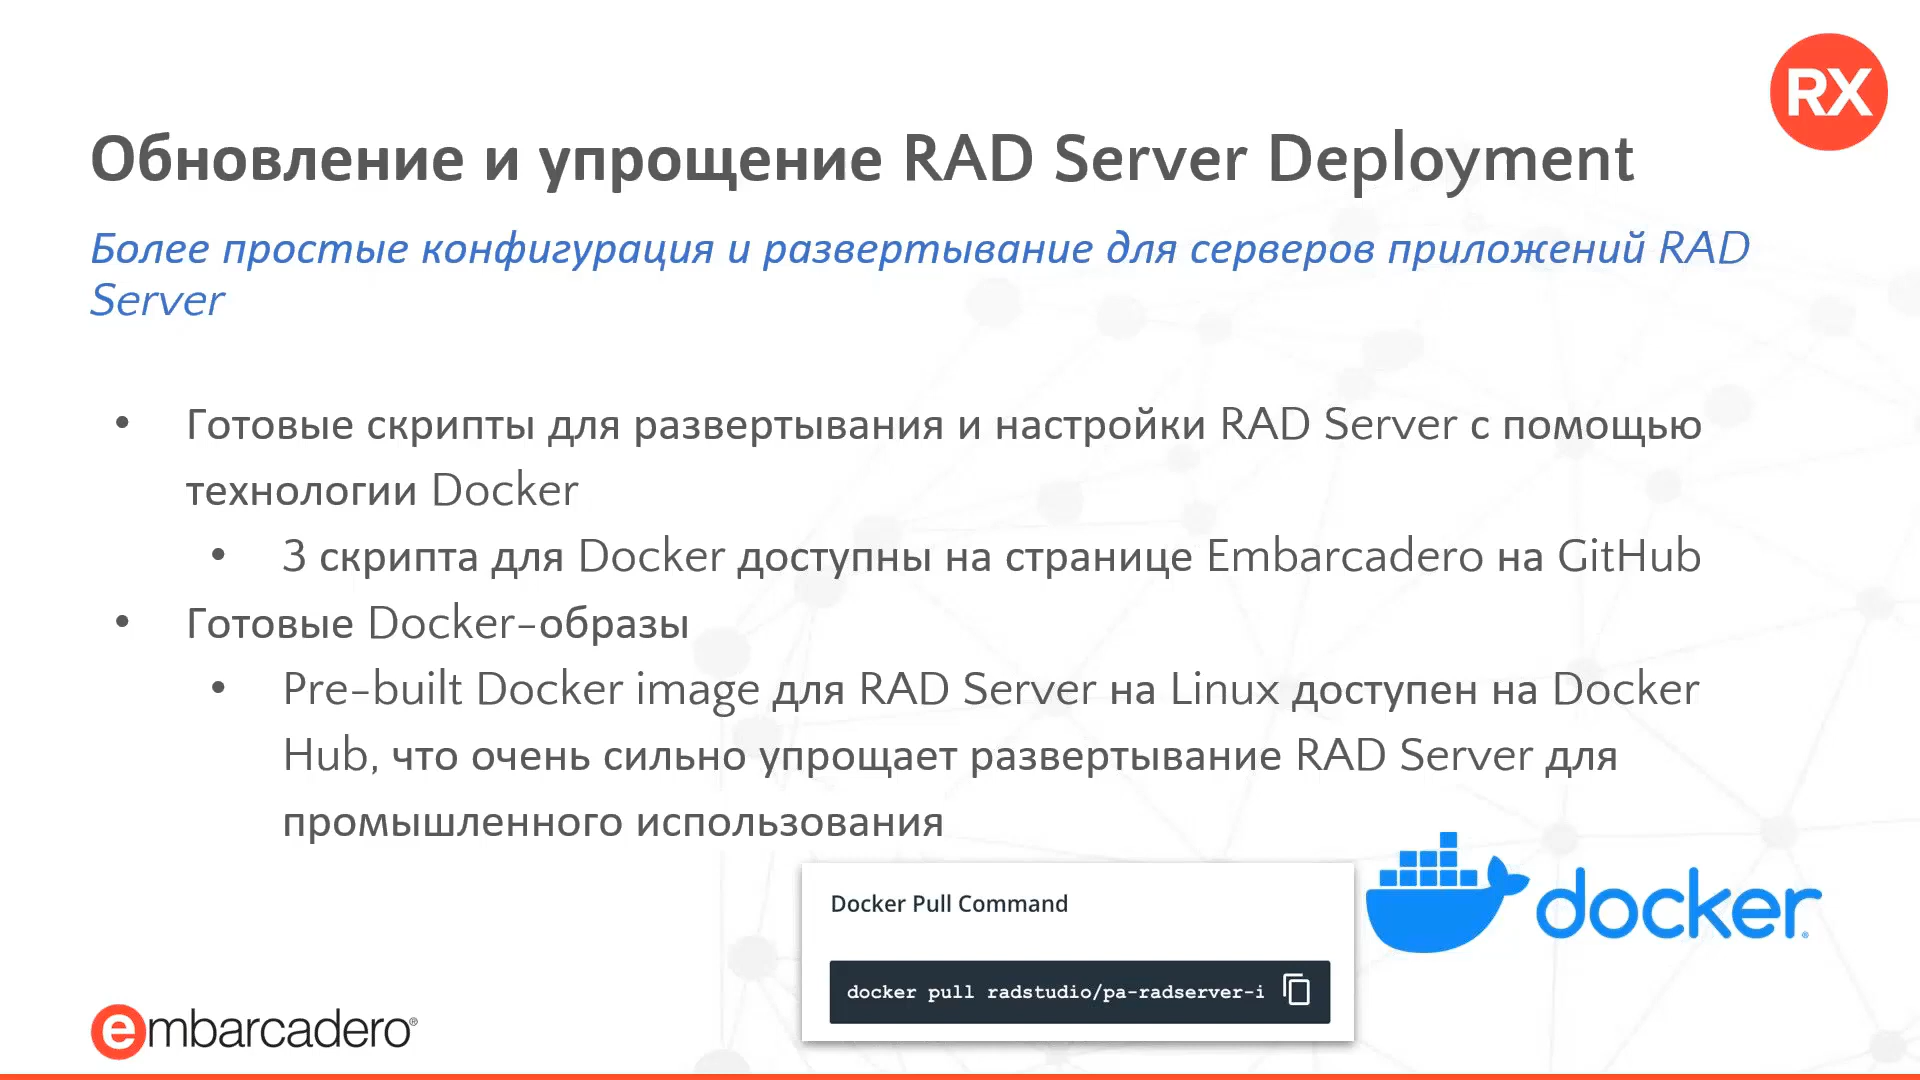 RX
Обновление и упрощение RAD Server Deployment
Более простые конфигурация и развертывание для серверов приложений RAD
Server
• Готовые скрипты для развертывания и настройки RAD Server с помощью
технологии Docker
• 3 скрипта для Docker доступны на странице Embarcadero на GitHub
• Готовые Docker-образы
• Pre-built Docker image для RAD Server на Linux доступен на Docker
Hub, что очень сильно упрощает развертывание RAD Server для
промышленного использования
Docker Pull Command
docker pull radstudio/pa-radserver-i
docker
embarcadero®